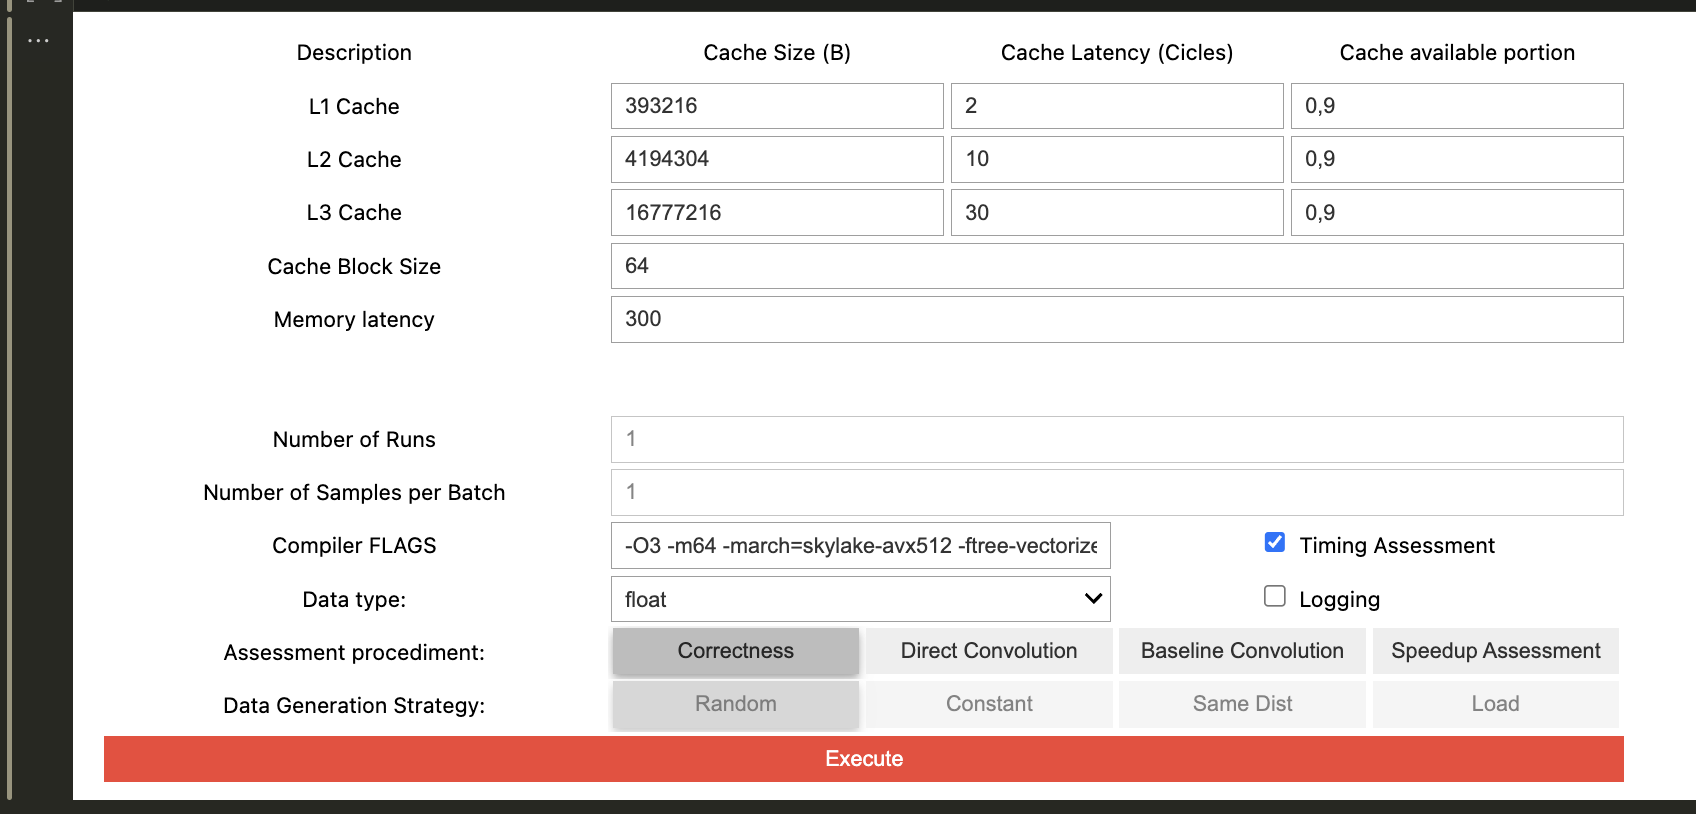 Description Cache Size (B) Cache Latency (Cicles) Cache available portion
L1 Cache 393216 2 0,9
L2 Cache 4194304 10 0,9
L3 Cache 16777216 30 0,9
Cache Block Size 64
Memory latency 300
Number of Runs 1
Number of Samples per Batch 1
Compiler FLAGS -O3 -m64 -march=skylake-avx512 -ftree-vectorize Timing Assessment
Data type: float Logging
Assessment procediment: Correctness Direct Convolution Baseline Convolution Speedup Assessment
Data Generation Strategy: Random Constant Same Dist Load
Execute